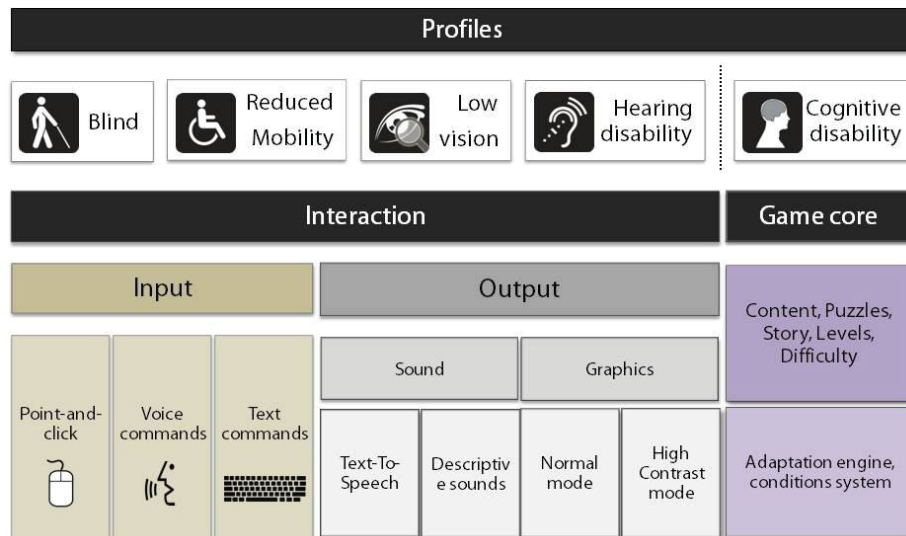 Profiles
Blind
Reduced
Mobility
Low
vision
Hearing
disability
Cognitive
disability
Interaction
Game core
Input
Output
Content, Puzzles,
Story, Levels,
Difficulty
Sound
Graphics
Point-and-
click
Voice
commands
Text
commands
Text-To-
Speech
Descriptiv
e sounds
Normal
mode
High
Contrast
mode
Adaptation engine,
conditions system